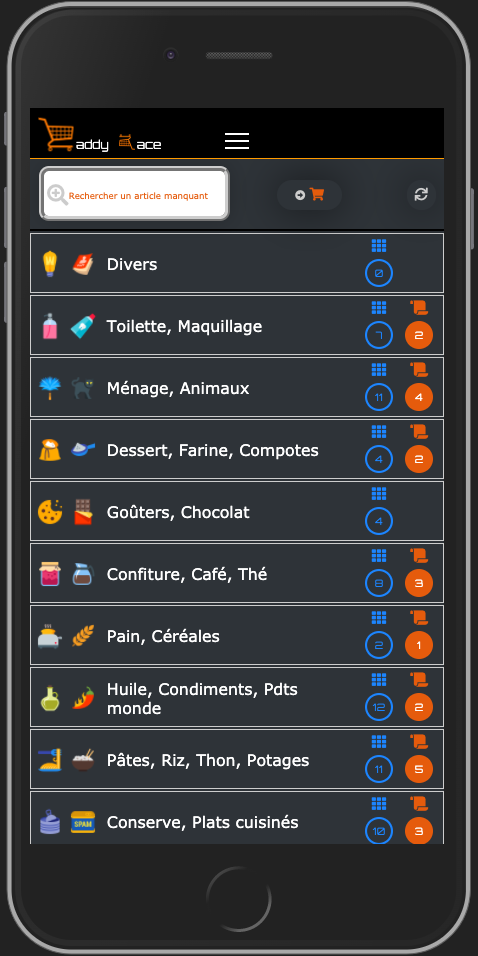 addy ace
Rechercher un article manquant
Divers
0
Toilette, Maquillage
7 2
Ménage, Animaux
11 4
Dessert, Farine, Compotes
4 2
Goûters, Chocolat
4
Confiture, Café, Thé
8 3
Pain, Céréales
2 1
Huile, Condiments, Pdts
monde
12 2
Pâtes, Riz, Thon, Potages
11 5
SPAM
Conserve, Plats cuisinés
10 3